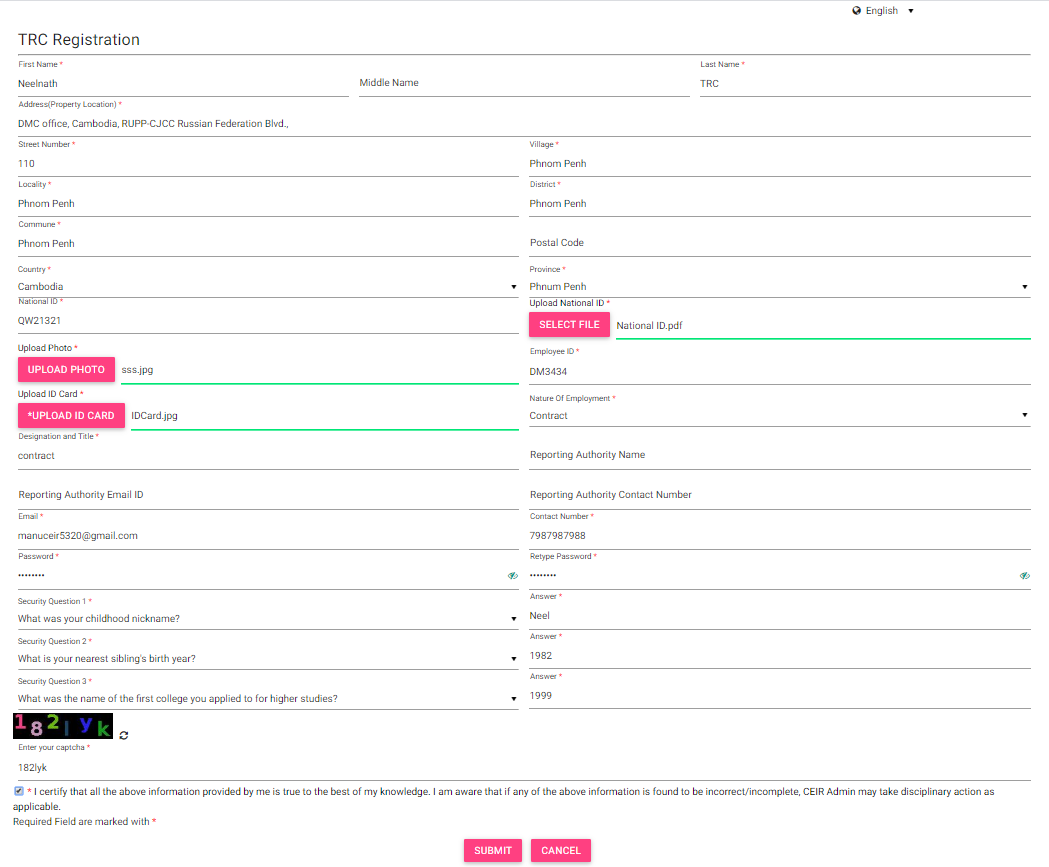 English
TRC Registration
First Name *
Last Name *
Neelnath
Middle Name
TRC
Address(Property Location) *
DMC office, Cambodia, RUPP-CJCC Russian Federation Blvd.,
Street Number *
Village *
110
Phnom Penh
Locality *
District *
Phnom Penh
Phnom Penh
Commune *
Phnom Penh
Postal Code
Country *
Province *
Cambodia
Phnum Penh
National ID *
Upload National ID *
QW21321
SELECT FILE
National ID.pdf
Upload Photo *
Employee ID *
UPLOAD PHOTO
sss.jpg
DM3434
Upload ID Card *
Nature Of Employment *
*UPLOAD ID CARD
IDCard.jpg
Contract
Designation and Title *
contract
Reporting Authority Name
Reporting Authority Email ID
Reporting Authority Contact Number
Email *
Contact Number *
manuceir5320@gmail.com
7987987988
Password *
Retype Password *
••••••••
••••••••
Security Question 1 *
Answer *
What was your childhood nickname?
Neel
Security Question 2 *
Answer *
What is your nearest sibling's birth year?
1982
Security Question 3 *
Answer *
What was the name of the first college you applied to for higher studies?
1999
182lyk
Enter your captcha *
182lyk
* I certify that all the above information provided by me is true to the best of my knowledge. I am aware that if any of the above information is found to be incorrect/incomplete, CEIR Admin may take disciplinary action as
applicable.
Required Field are marked with *
SUBMIT
CANCEL